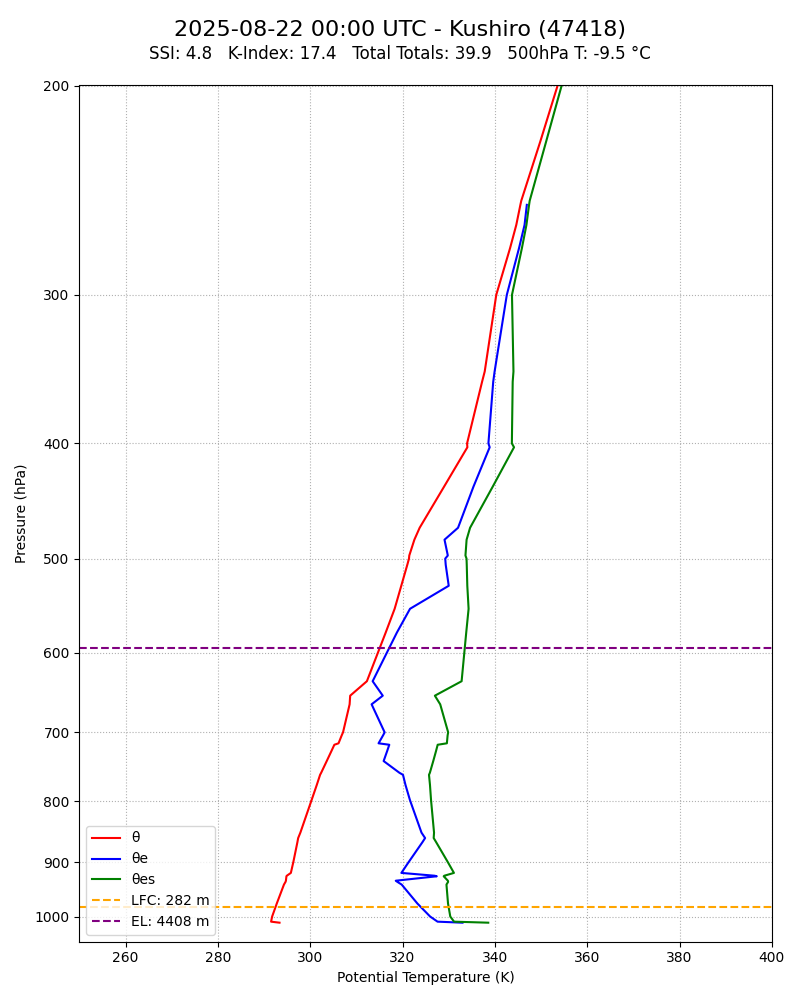 2025-08-22 00:00 UTC - Kushiro (47418)
SSI: 4.8   K-Index: 17.4   Total Totals: 39.9   500hPa T: -9.5 °C
200
300
400
500
600
700
800
900
1000
Pressure (hPa)
θ
θe
θes
LFC: 282 m
EL: 4408 m
260
280
300
320
340
360
380
400
Potential Temperature (K)